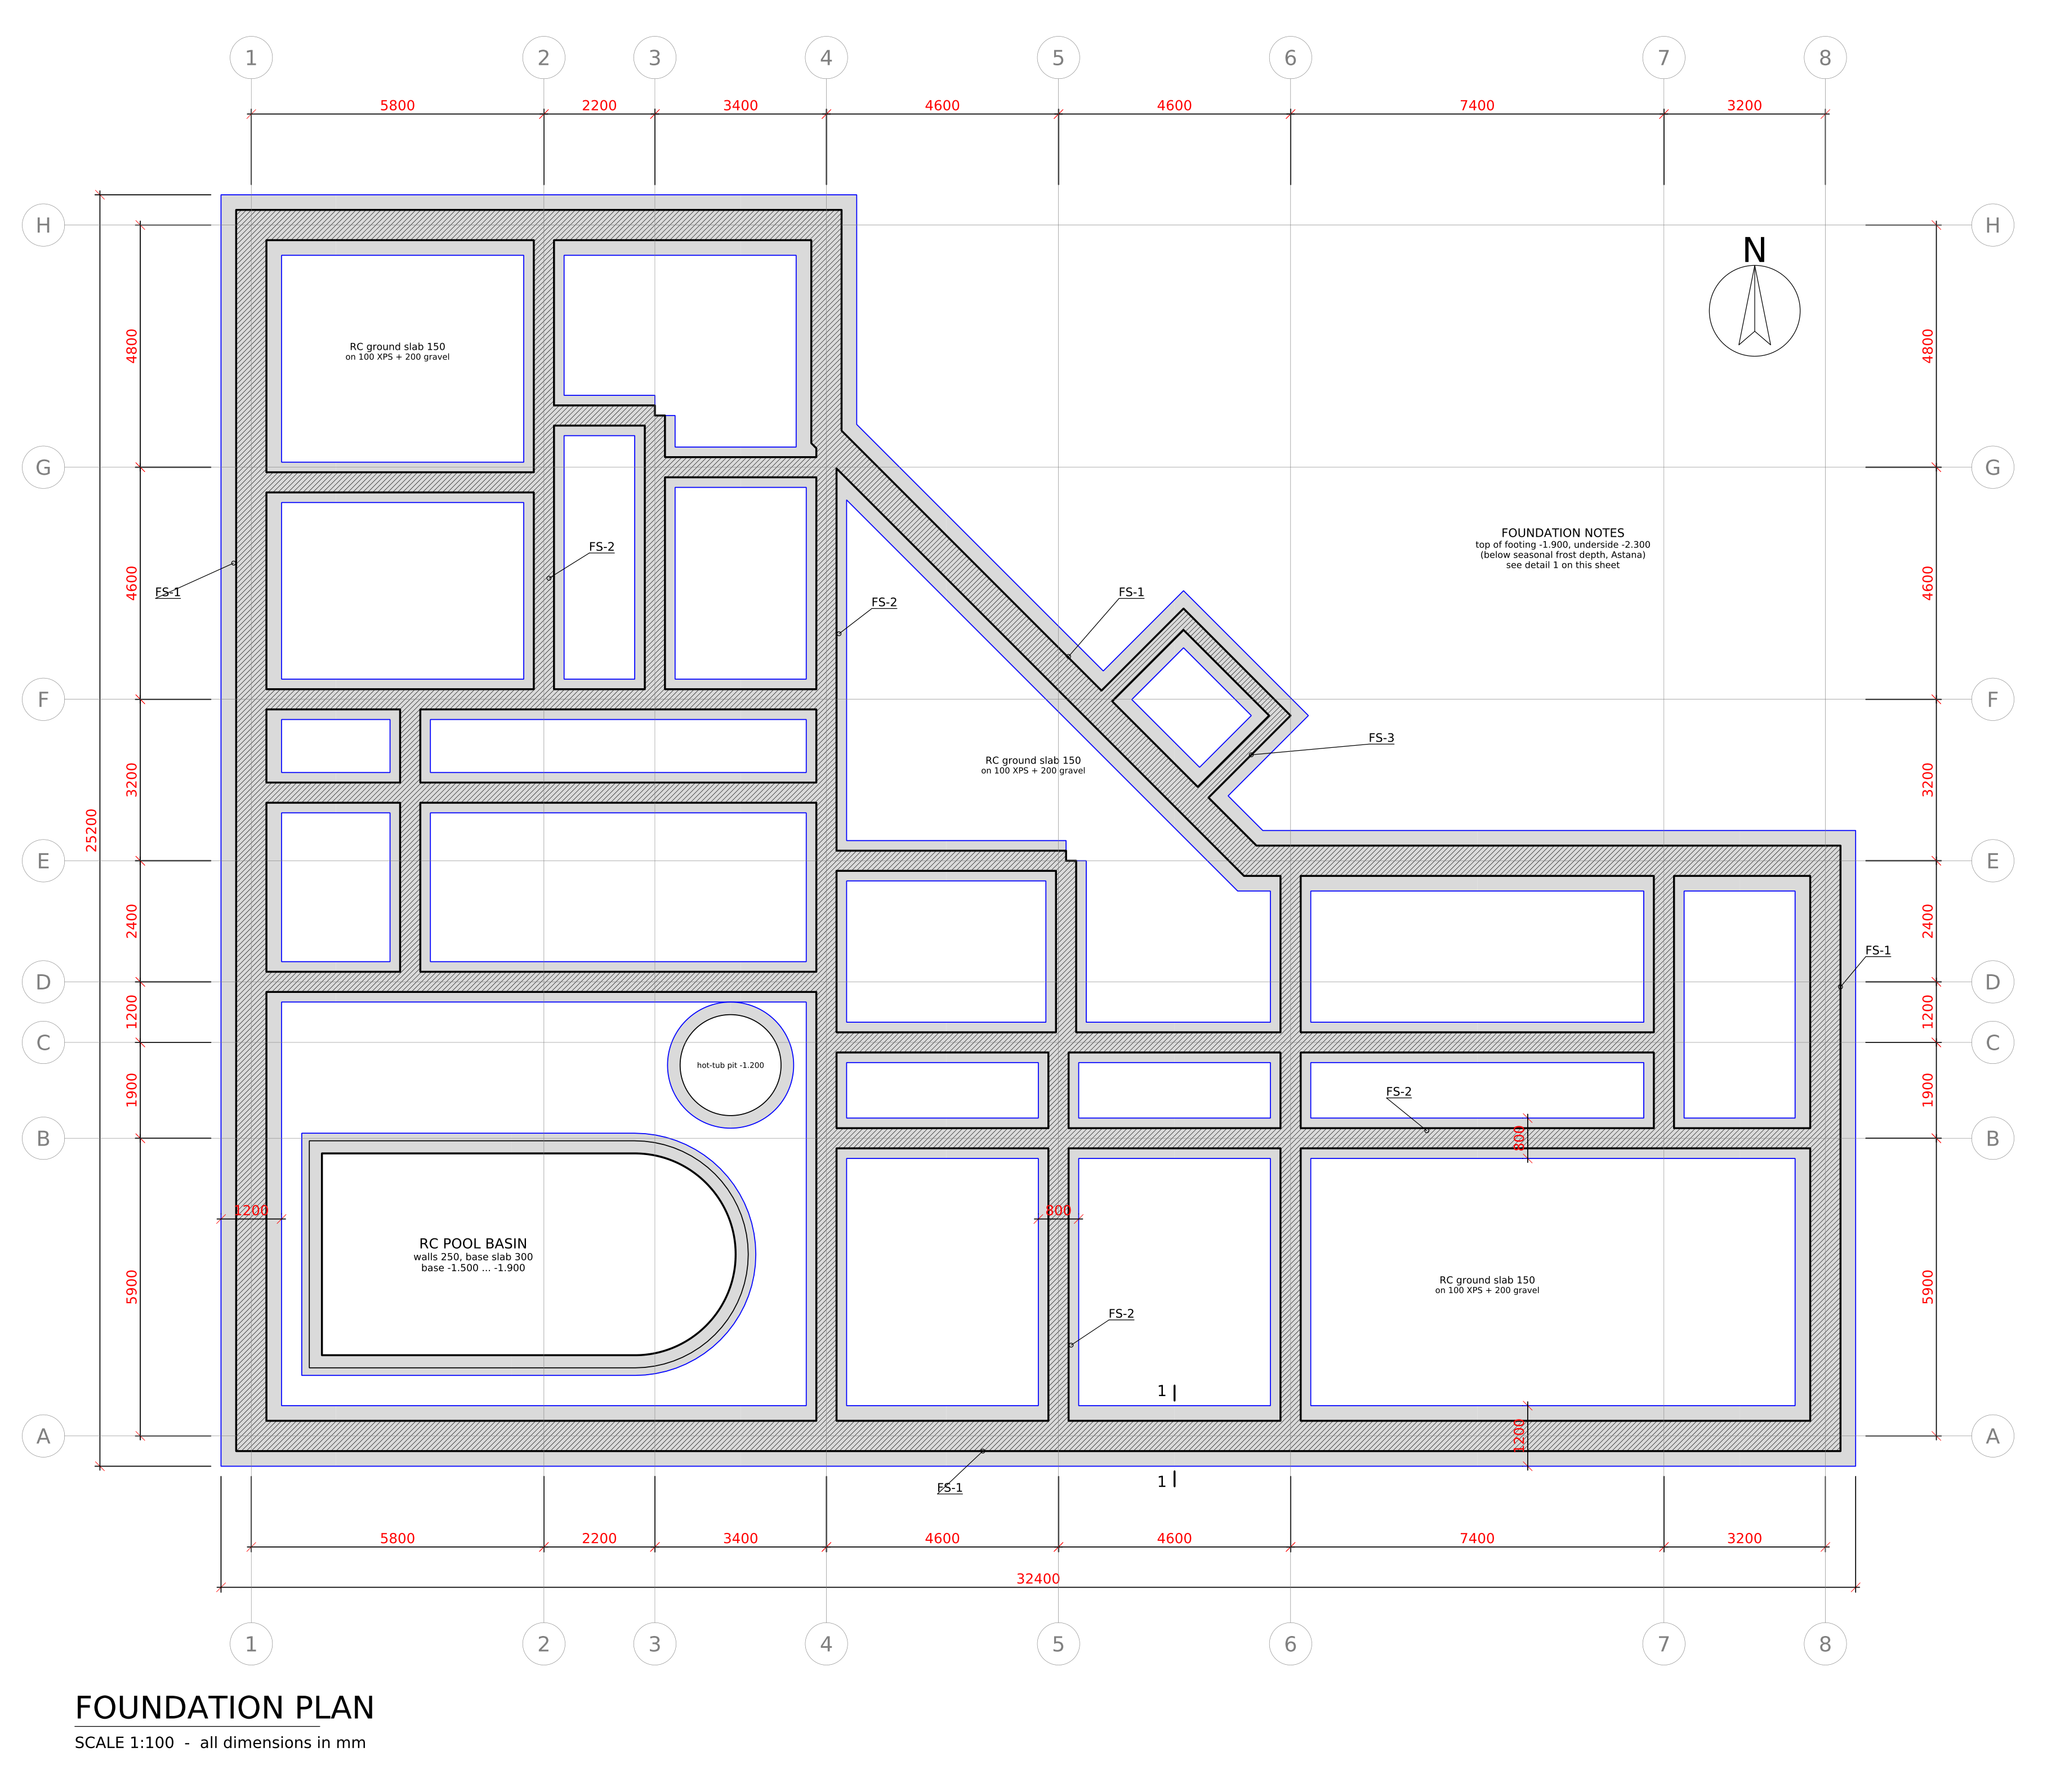 1 2 3 4 5 6 7 8
5800 2200 3400 4600 4600 7400 3200
H H
N
4800 4800
RC ground slab 150
on 100 XPS + 200 gravel
G G
FOUNDATION NOTES
top of footing -1.900, underside -2.300
(below seasonal frost depth, Astana)
see detail 1 on this sheet
FS-2
4600 4600
FS-1
FS-1
FS-2
F F
FS-3
RC ground slab 150
on 100 XPS + 200 gravel
3200 3200
25200
E E
2400 2400
FS-1
D D
1200 1200
C C
hot-tub pit -1.200
1900 1900
FS-2
B B
800
1200
800
RC POOL BASIN
walls 250, base slab 300
base -1.500 ... -1.900
5900 5900
RC ground slab 150
on 100 XPS + 200 gravel
FS-2
1
1200
A A
1
FS-1
5800 2200 3400 4600 4600 7400 3200
32400
1 2 3 4 5 6 7 8
FOUNDATION PLAN
SCALE 1:100 - all dimensions in mm